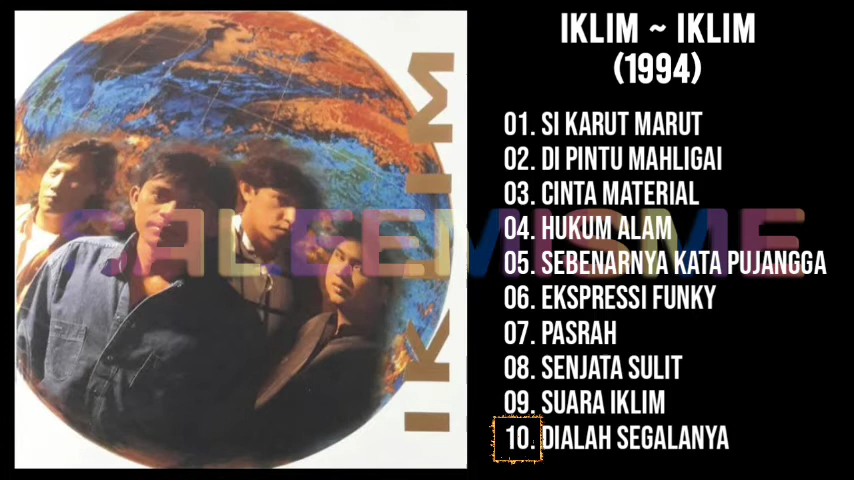 IKLIM ~ IKLIM
(1994)
01. SI KARUT MARUT
02. DI PINTU MAHLIGAI
03. CINTA MATERIAL
04. HUKUM ALAM
05. SEBENARNYA KATA PUJANGGA
06. EKSPRESSI FUNKY
07. PASRAH
08. SENJATA SULIT
09. SUARA IKLIM
10. DIALAH SEGALANYA
IKLIM
SALEEMISME